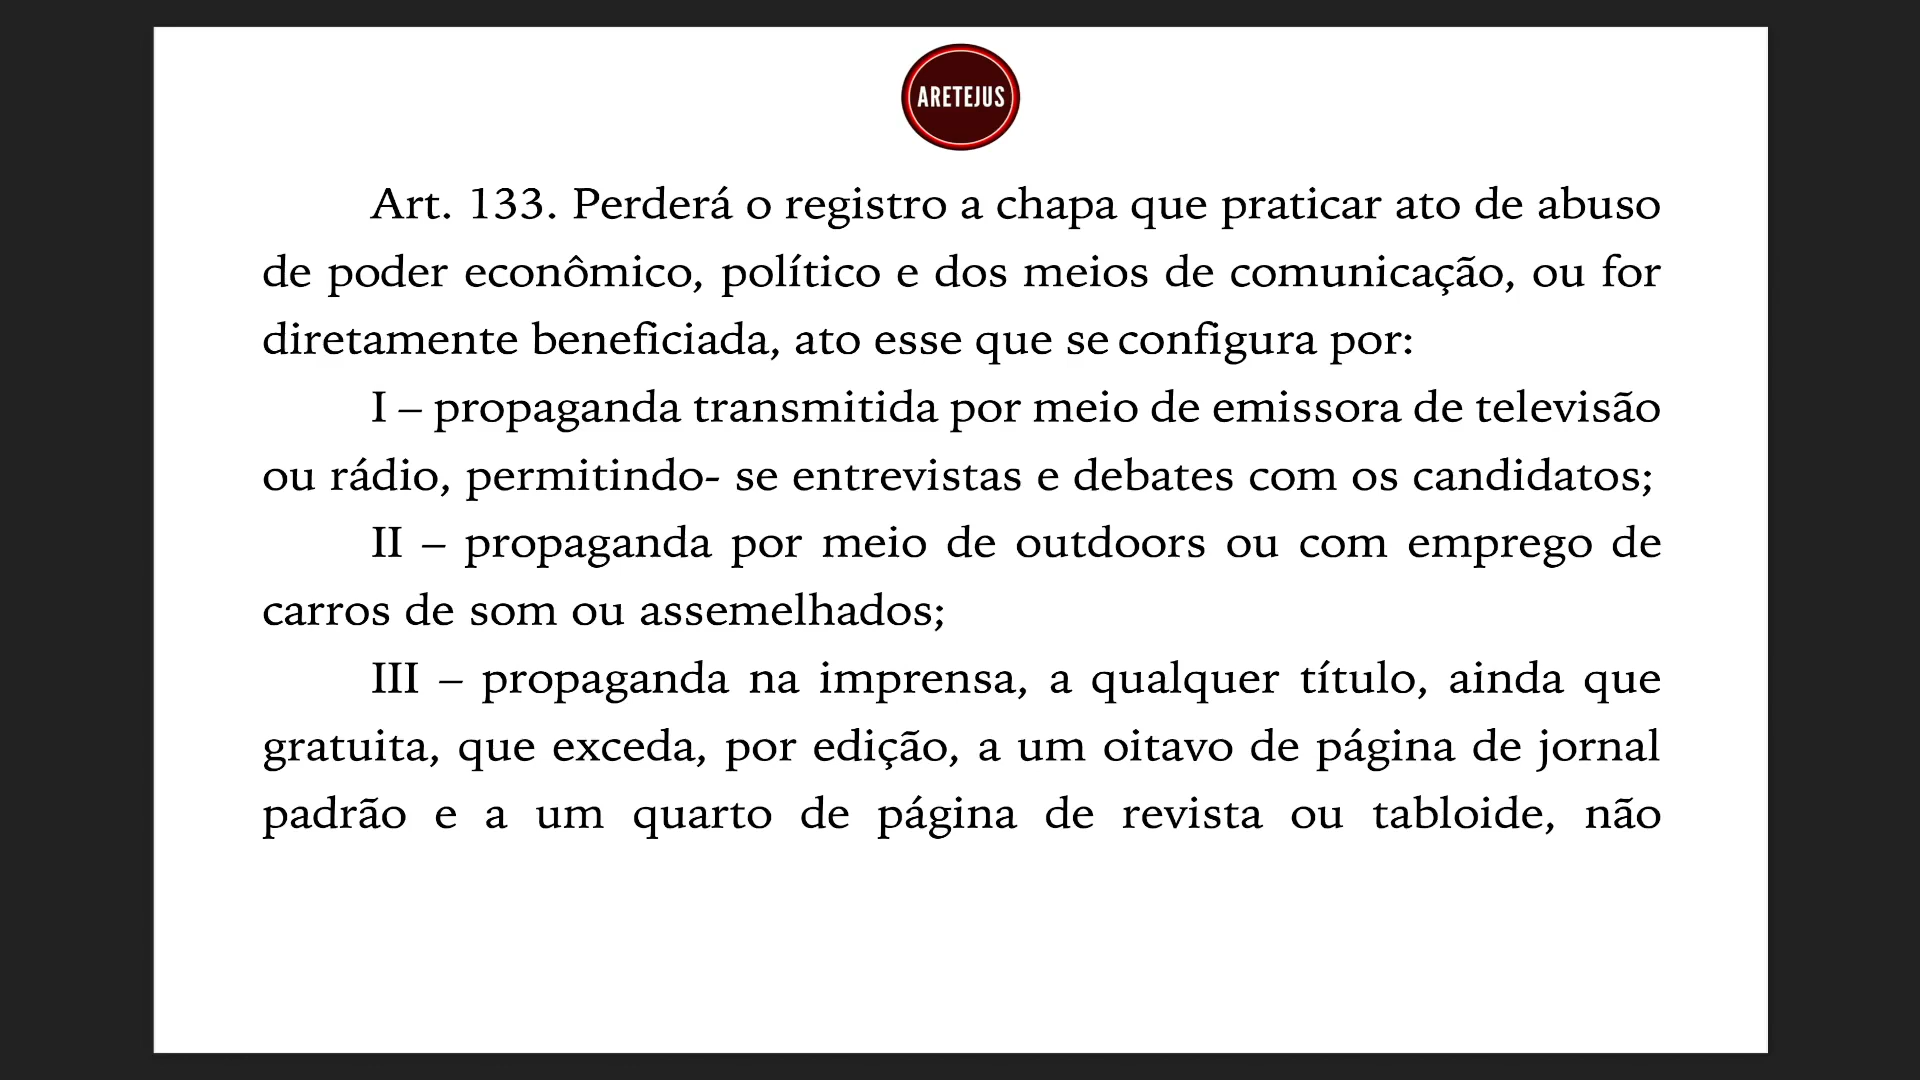 ARETEJUS
Art. 133. Perderá o registro a chapa que praticar ato de abuso
de poder econômico, político e dos meios de comunicação, ou for
diretamente beneficiada, ato esse que se configura por:
I – propaganda transmitida por meio de emissora de televisão
ou rádio, permitindo- se entrevistas e debates com os candidatos;
II – propaganda por meio de outdoors ou com emprego de
carros de som ou assemelhados;
III – propaganda na imprensa, a qualquer título, ainda que
gratuita, que exceda, por edição, a um oitavo de página de jornal
padrão e a um quarto de página de revista ou tabloide, não